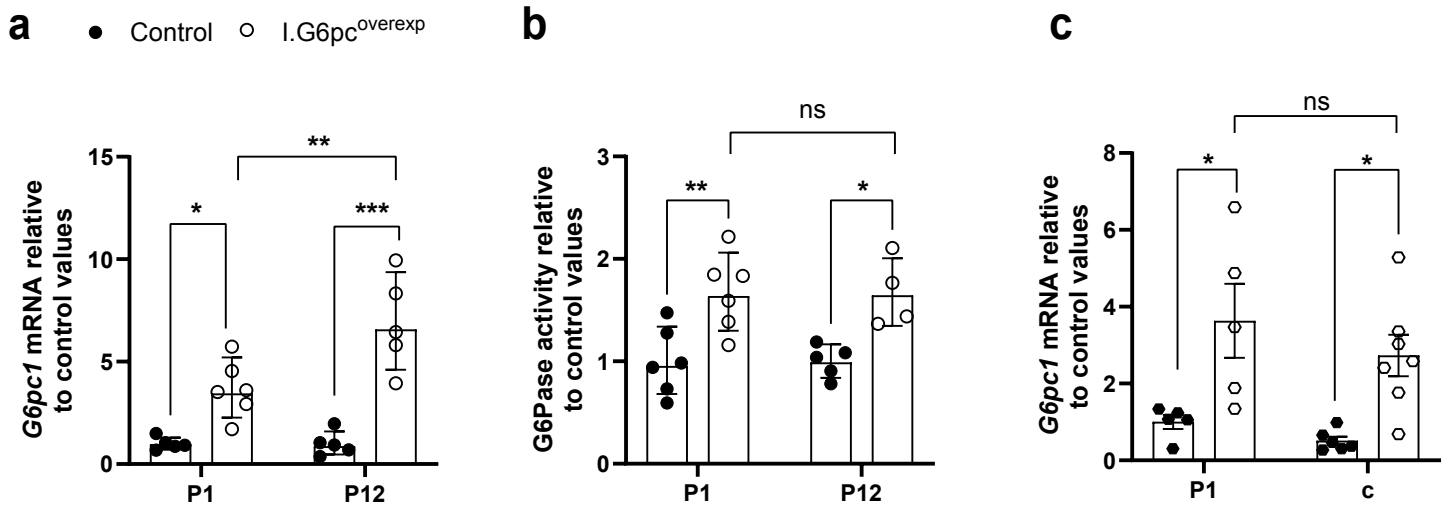 a
Control
I.G6pc^overexp
G6pc1 mRNA relative
to control values
15
10
5
0
*
**
***
P1
P12
b
G6Pase activity relative
to control values
3
2
1
0
**
ns
*
P1
P12
c
G6pc1 mRNA relative
to control values
8
6
4
2
0
*
ns
*
P1
c